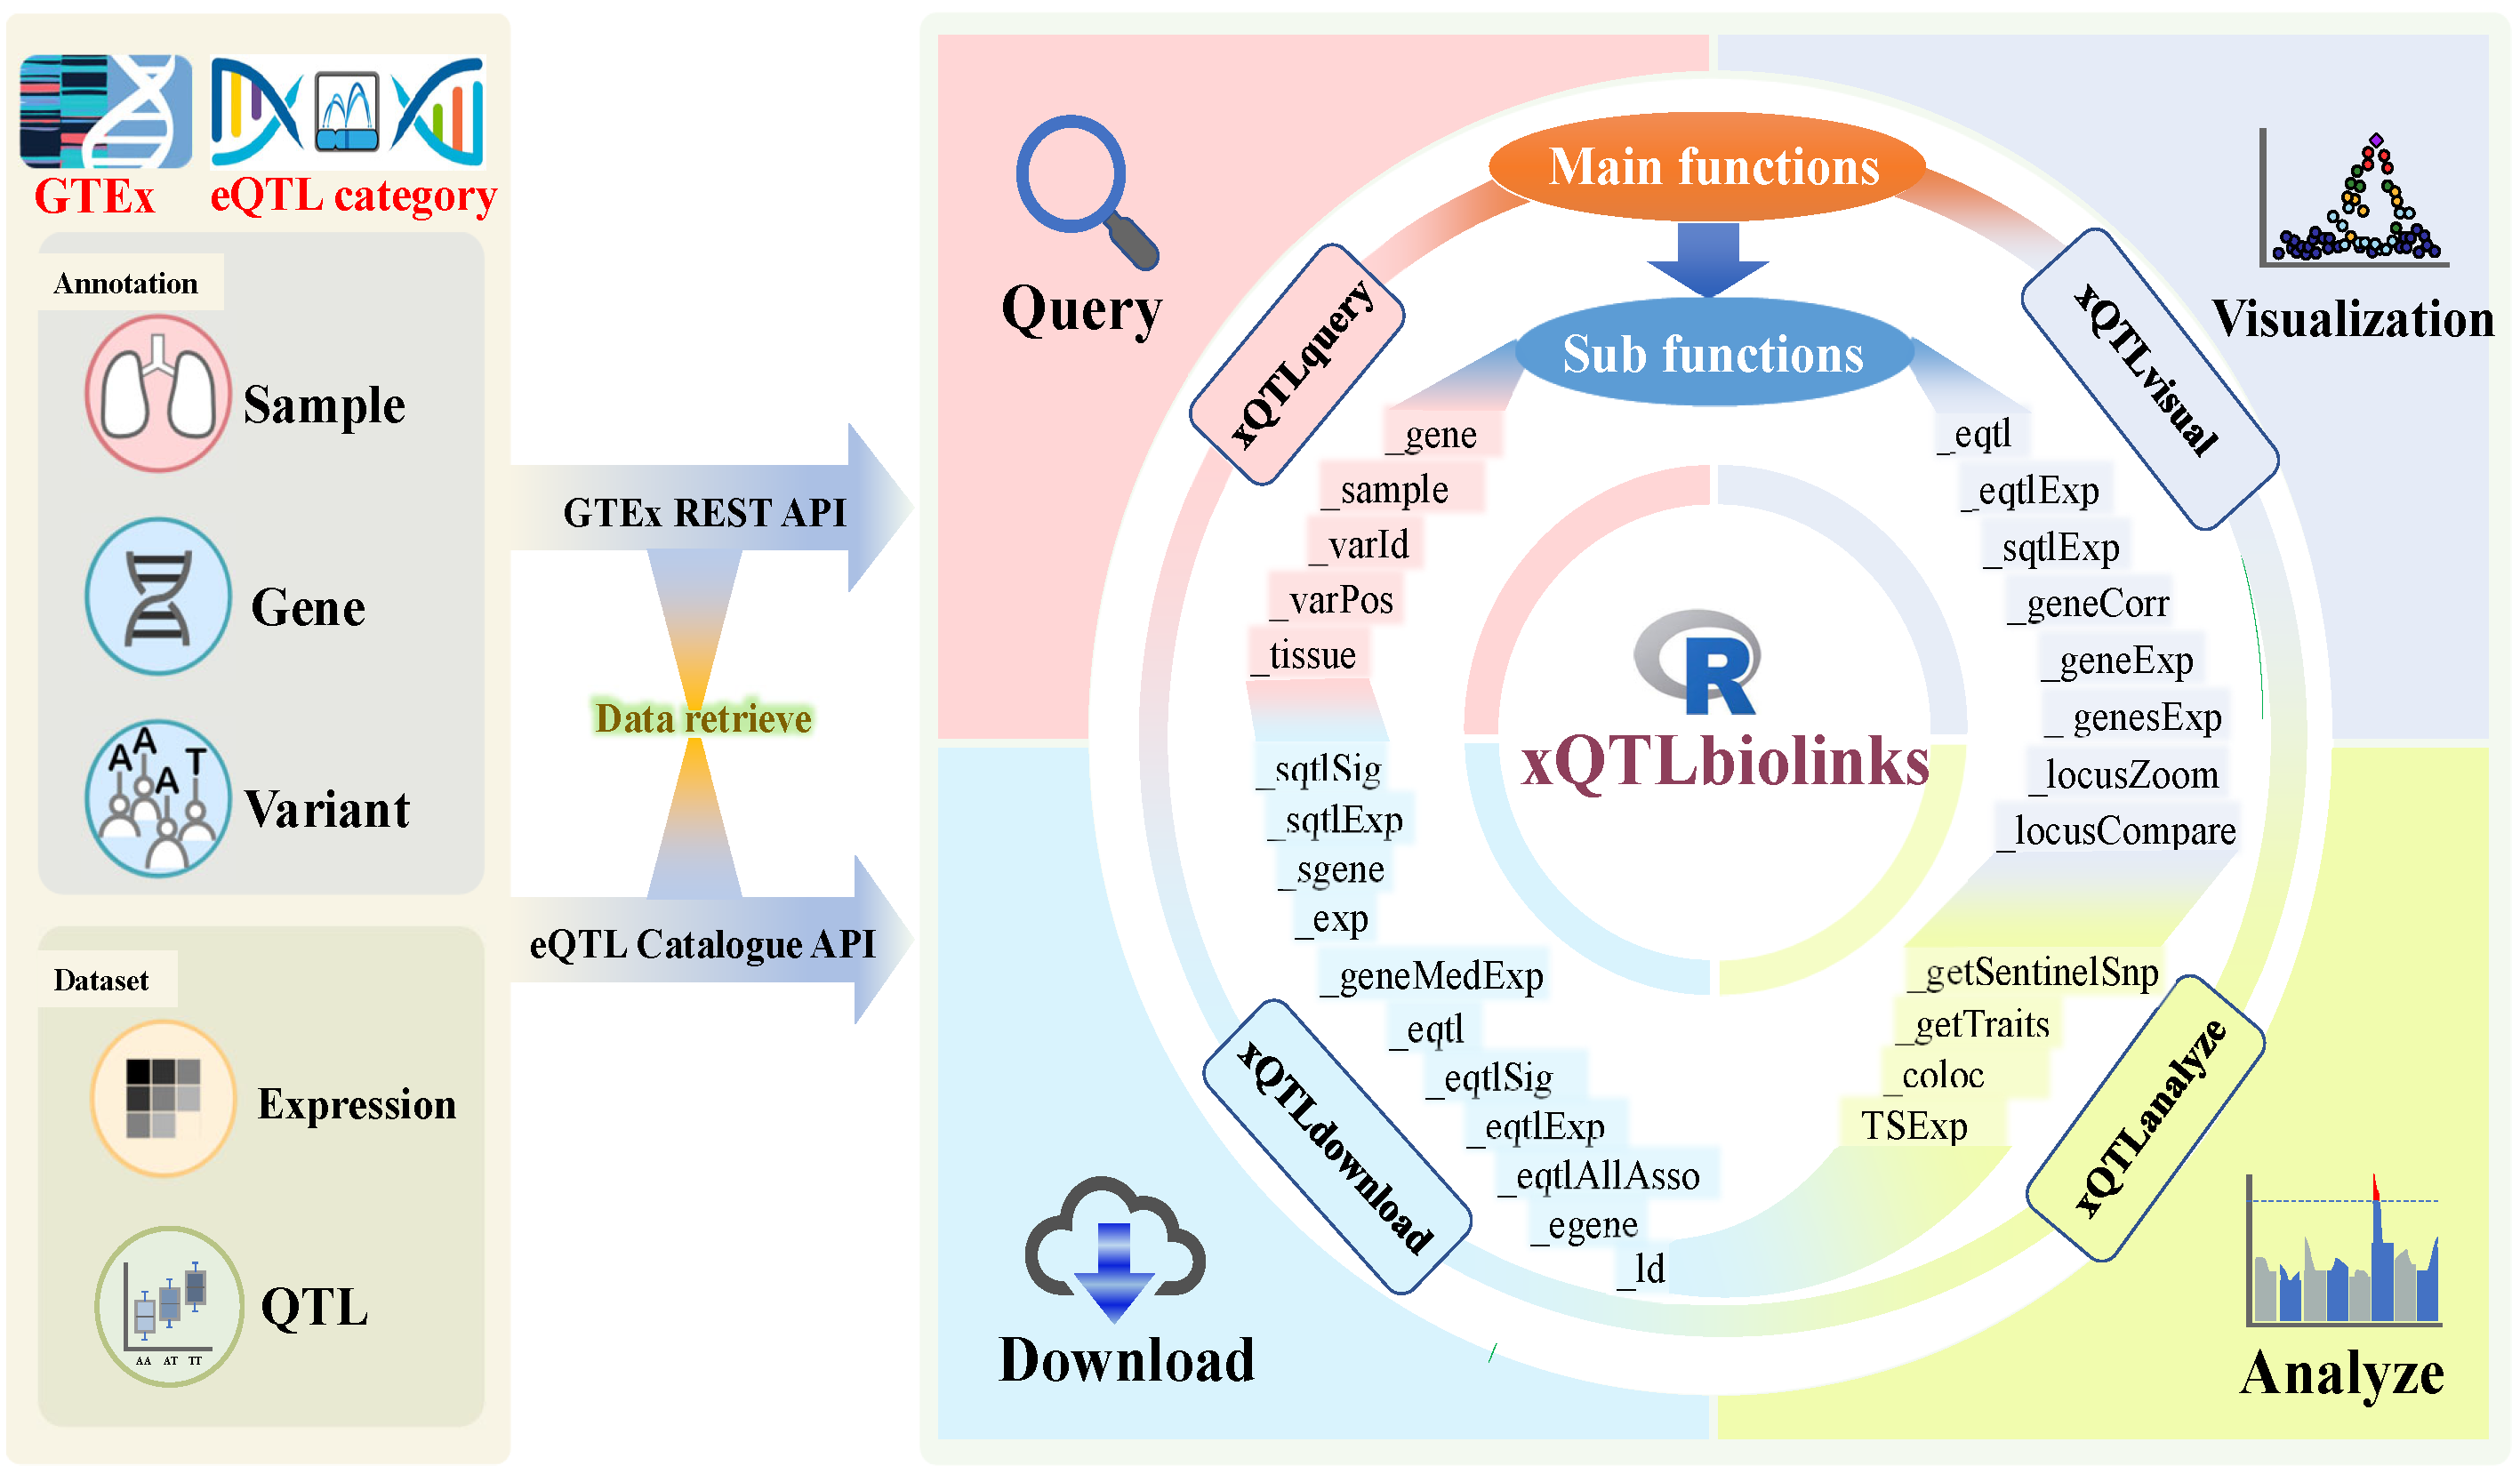 GTEx
eQTL category
Annotation
Sample
Gene
A A A T
Variant
Dataset
Expression
AA AT TT
QTL
GTEx REST API
Data retrieve
eQTL Catalogue API
Query
Visualization
Download
Analyze
Main functions
Sub functions
xQTLquery
_gene
_sample
_varId
_varPos
_tissue
xQTLvisual
_eqtl
_eqtlExp
_sqtlExp
_geneCorr
_geneExp
_ genesExp
_locusZoom
_locusCompare
R
xQTLbiolinks
xQTLdownload
_sqtlSig
_sqtlExp
_sgene
_exp
_geneMedExp
_eqtl
_eqtlSig
_eqtlExp
_eqtlAllAsso
_egene
_ld
xQTLanalyze
_getSentinelSnp
_getTraits
_coloc
TSExp